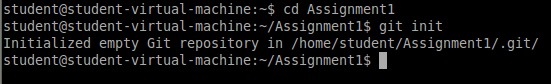 student@student-virtual-machine:~$ cd Assignment1
student@student-virtual-machine:~/Assignment1$ git init
Initialized empty Git repository in /home/student/Assignment1/.git/
student@student-virtual-machine:~/Assignment1$